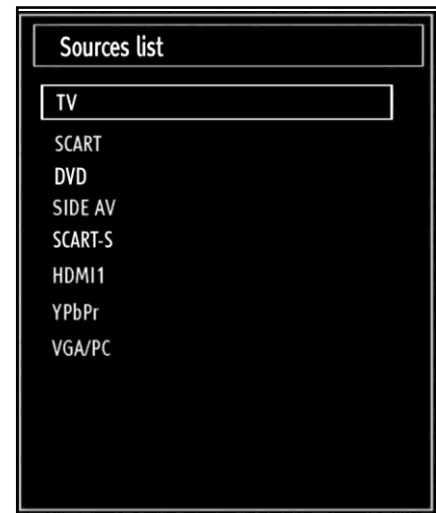 Sources list
TV
SCART
DVD
SIDE AV
SCART-S
HDMI1
YPbPr
VGA/PC